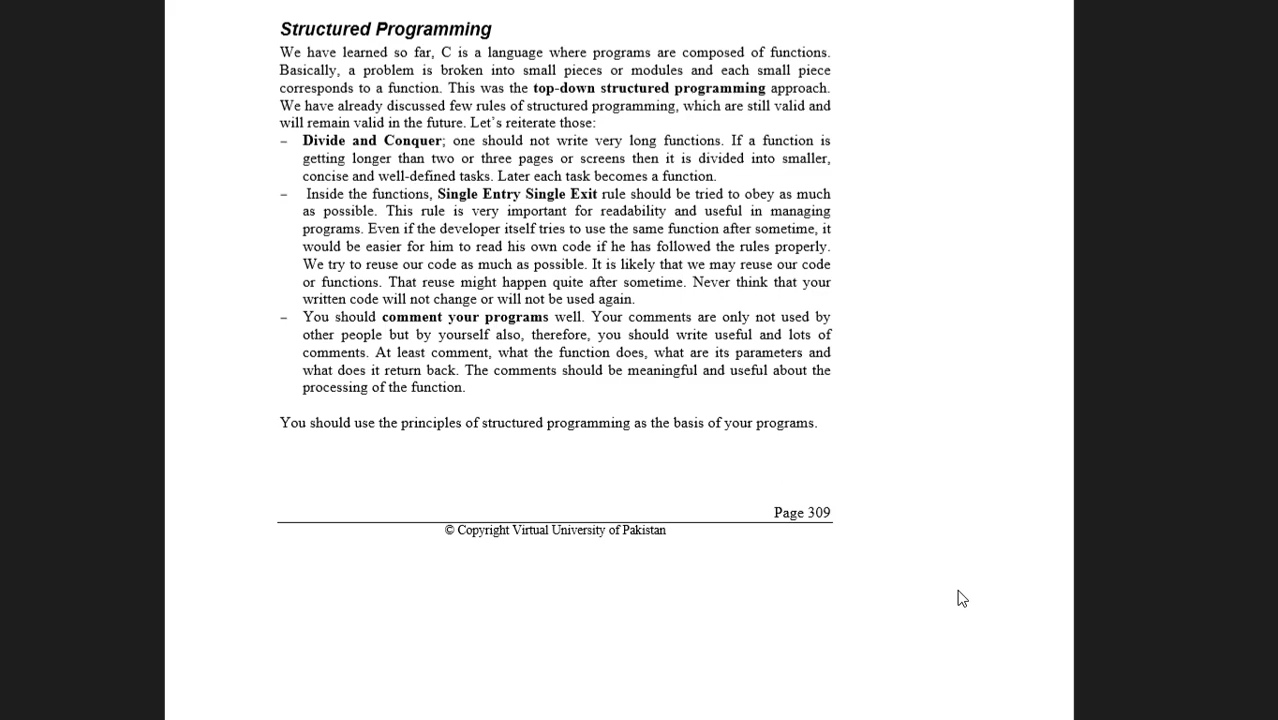 Structured Programming
We have learned so far, C is a language where programs are composed of functions.
Basically, a problem is broken into small pieces or modules and each small piece
corresponds to a function. This was the top-down structured programming approach.
We have already discussed few rules of structured programming, which are still valid and
will remain valid in the future. Let's reiterate those:
– Divide and Conquer; one should not write very long functions. If a function is
getting longer than two or three pages or screens then it is divided into smaller,
concise and well-defined tasks. Later each task becomes a function.
– Inside the functions, Single Entry Single Exit rule should be tried to obey as much
as possible. This rule is very important for readability and useful in managing
programs. Even if the developer itself tries to use the same function after sometime, it
would be easier for him to read his own code if he has followed the rules properly.
We try to reuse our code as much as possible. It is likely that we may reuse our code
or functions. That reuse might happen quite after sometime. Never think that your
written code will not change or will not be used again.
– You should comment your programs well. Your comments are only not used by
other people but by yourself also, therefore, you should write useful and lots of
comments. At least comment, what the function does, what are its parameters and
what does it return back. The comments should be meaningful and useful about the
processing of the function.
You should use the principles of structured programming as the basis of your programs.
Page 309
© Copyright Virtual University of Pakistan